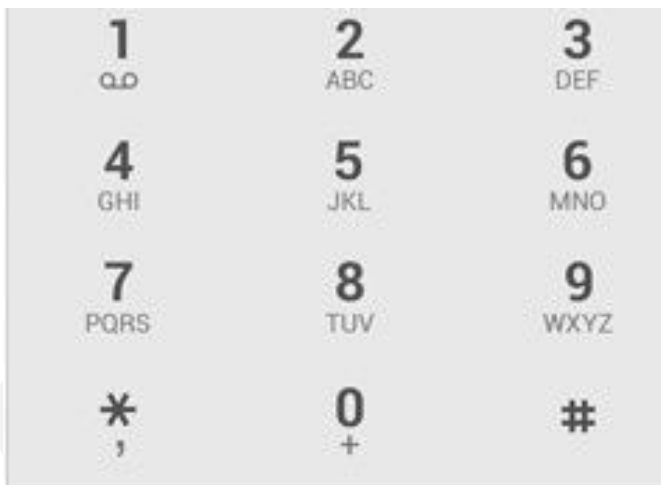 1 2 3
ABC DEF
4 5 6
GHI JKL MNO
7 8 9
PQRS TUV WXYZ
* 0 #
, +